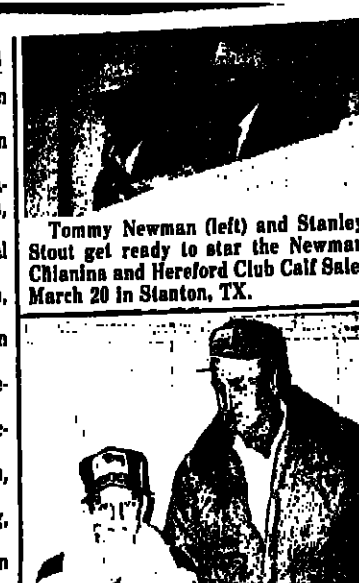 Tommy Newman (left) and Stanley
Stout get ready to star the Newman
Chianina and Hereford Club Calf Sale
March 20 in Stanton, TX.